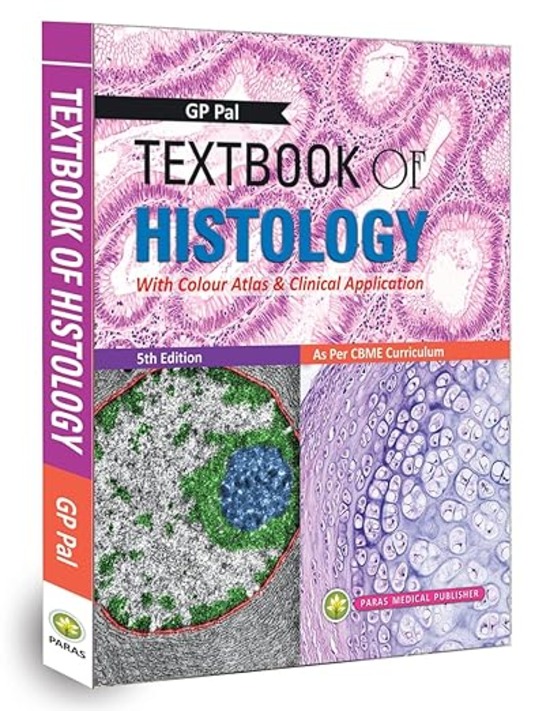 TEXTBOOK OF HISTOLOGY
GP Pal
PARAS
GP Pal
TEXTBOOK OF
HISTOLOGY
With Colour Atlas & Clinical Application
5th Edition
As Per CBME Curriculum
PARAS MEDICAL PUBLISHER